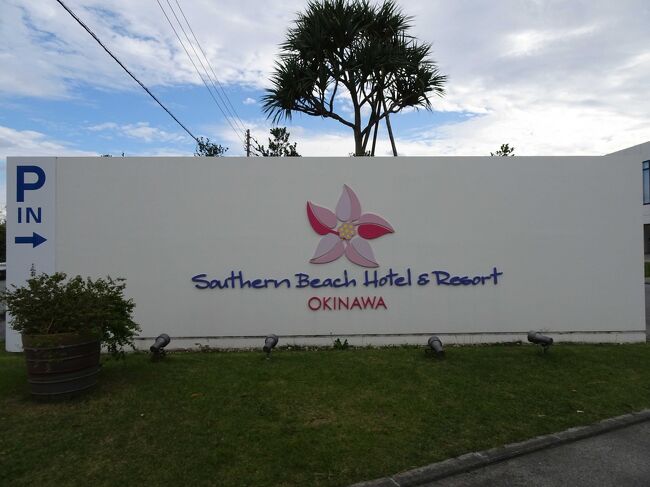 P
IN
→
Southern Beach Hotel & Resort
OKINAWA